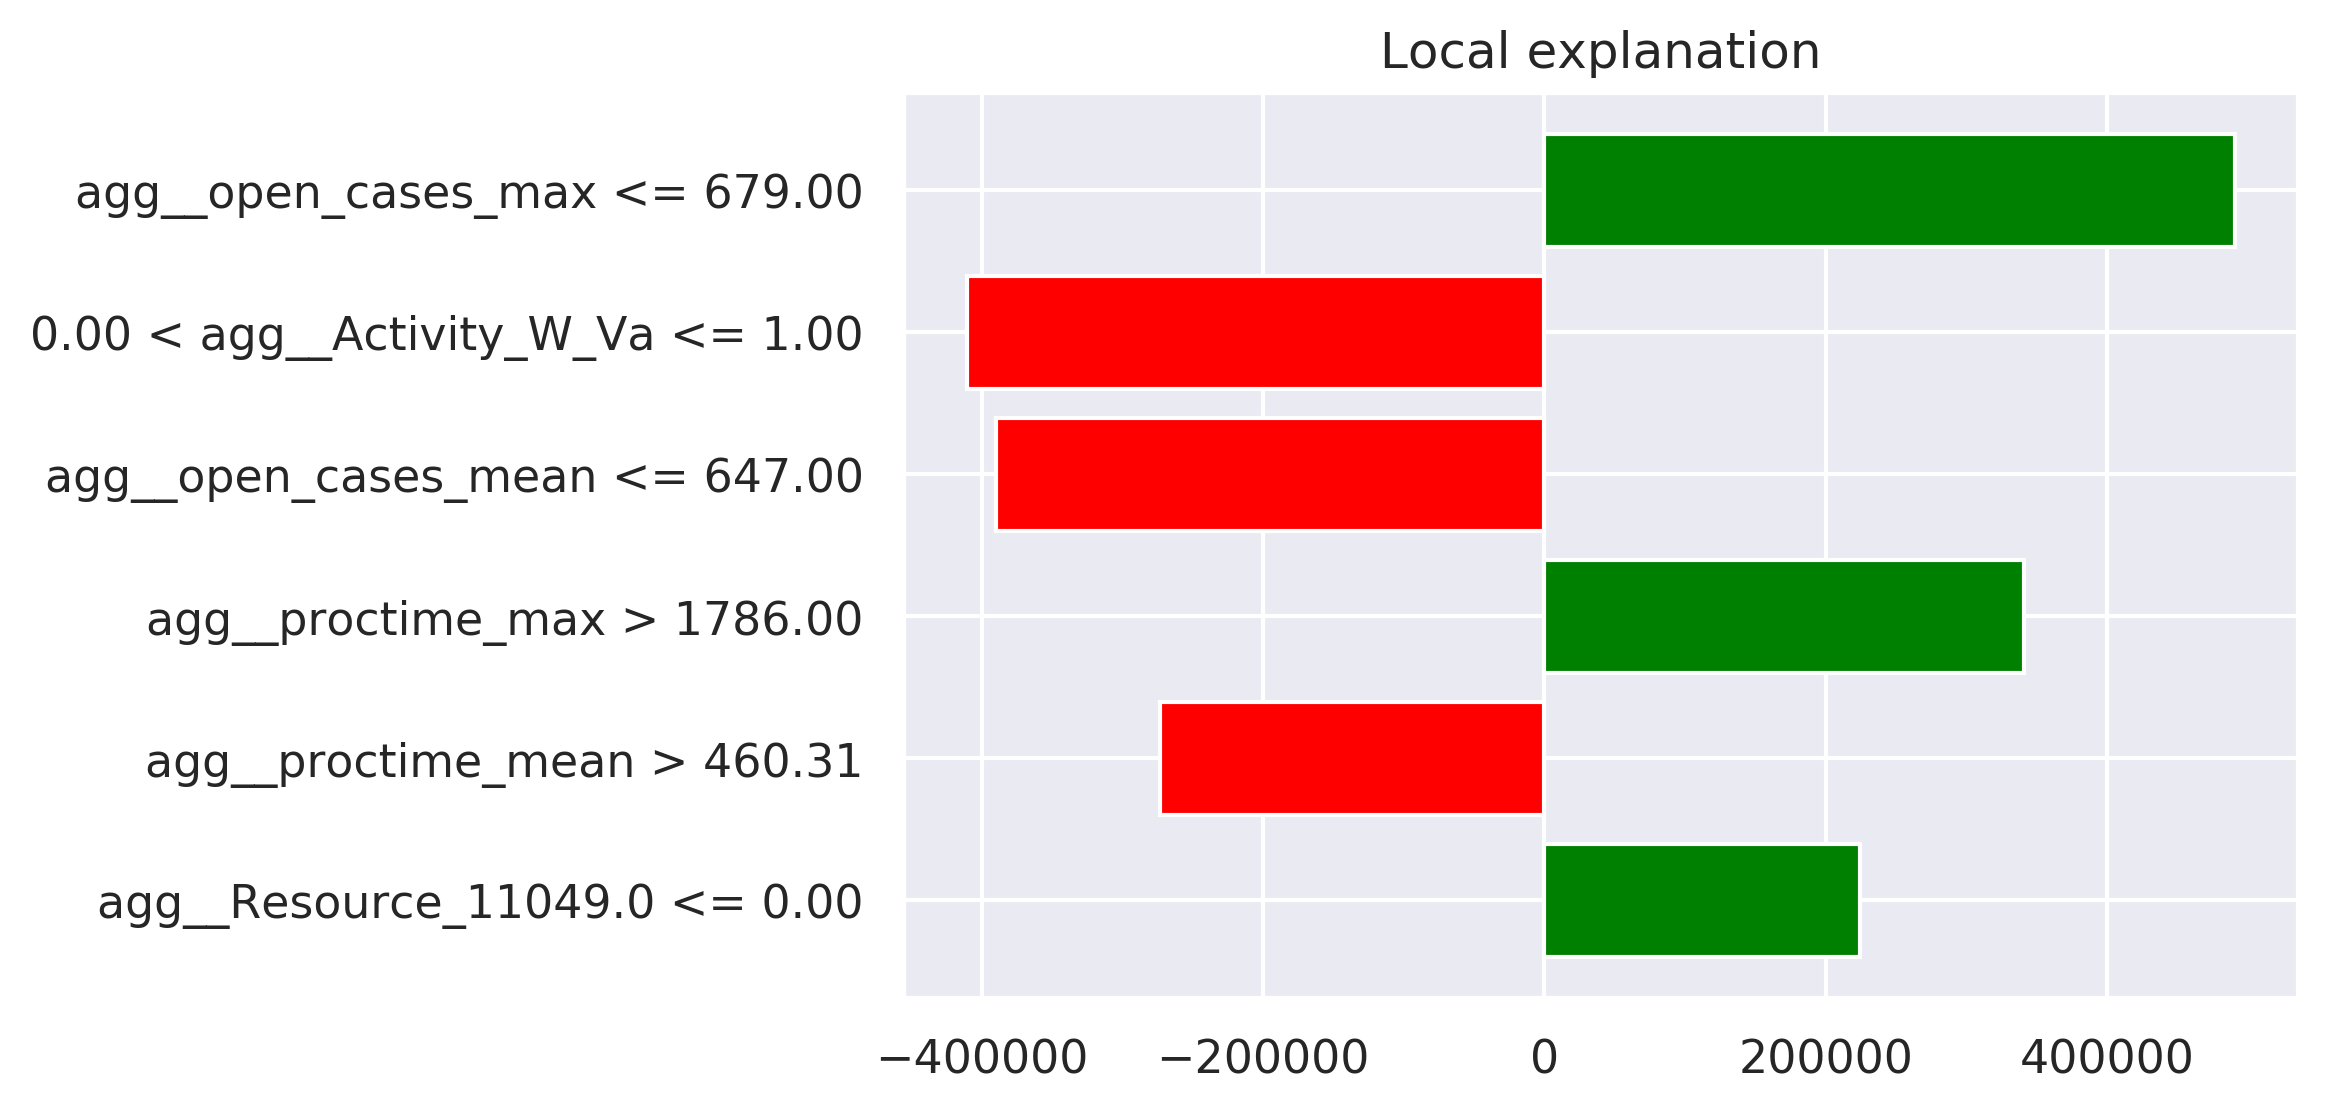 Local explanation
agg__open_cases_max <= 679.00
0.00 < agg__Activity_W_Va <= 1.00
agg__open_cases_mean <= 647.00
agg__proctime_max > 1786.00
agg__proctime_mean > 460.31
agg__Resource_11049.0 <= 0.00
−400000 −200000 0 200000 400000